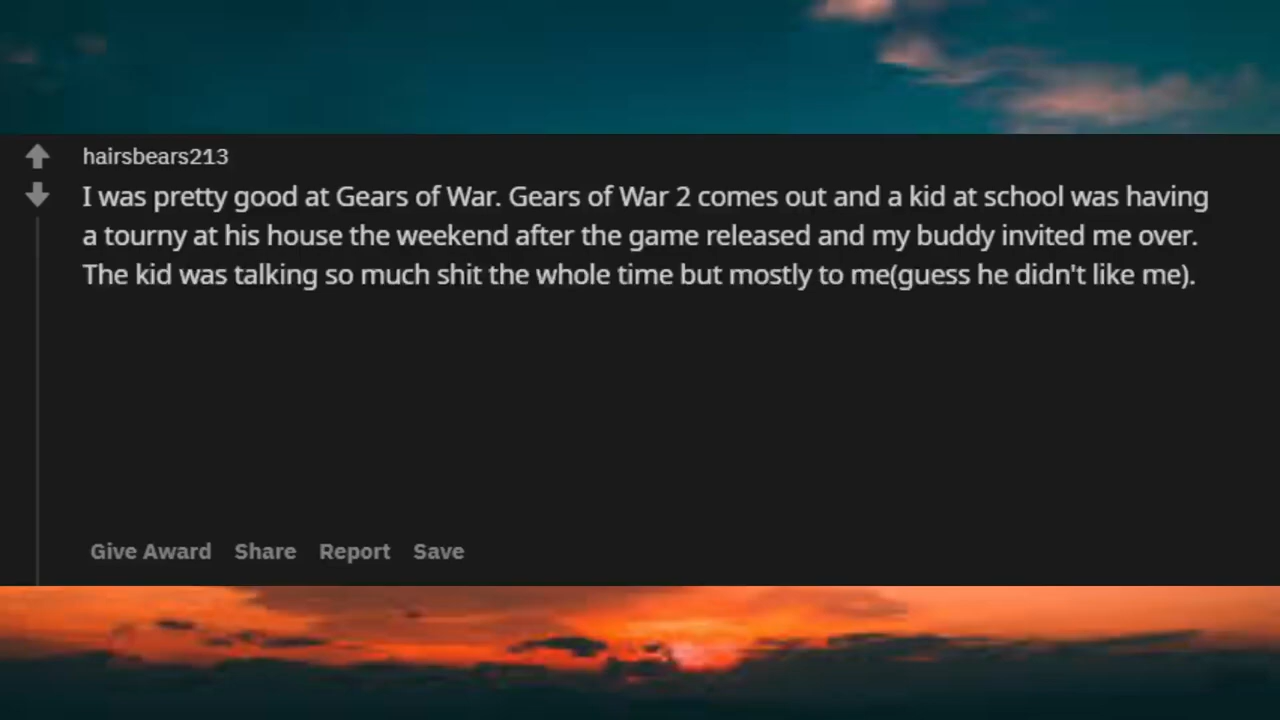 hairsbears213
I was pretty good at Gears of War. Gears of War 2 comes out and a kid at school was having
a tourny at his house the weekend after the game released and my buddy invited me over.
The kid was talking so much shit the whole time but mostly to me(guess he didn't like me).
Give Award Share Report Save